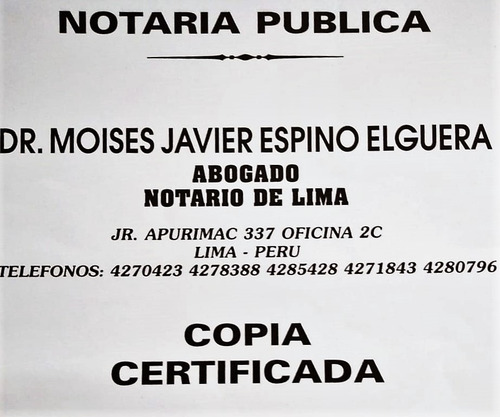 NOTARIA PUBLICA
DR. MOISES JAVIER ESPINO ELGUERA
ABOGADO
NOTARIO DE LIMA
JR. APURIMAC 337 OFICINA 2C
LIMA - PERU
TELEFONOS: 4270423 4278388 4285428 4271843 4280796
COPIA
CERTIFICADA